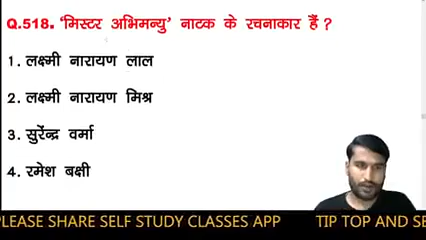 Q.518. ‘मिस्टर अभिमन्यु’ नाटक के रचनाकार हैं ?
1. लक्ष्मी नारायण लाल
2. लक्ष्मी नारायण मिश्र
3. सुरेंद्र वर्मा
4. रमेश बक्षी
PLEASE SHARE SELF STUDY CLASSES APP TIP TOP AND SE